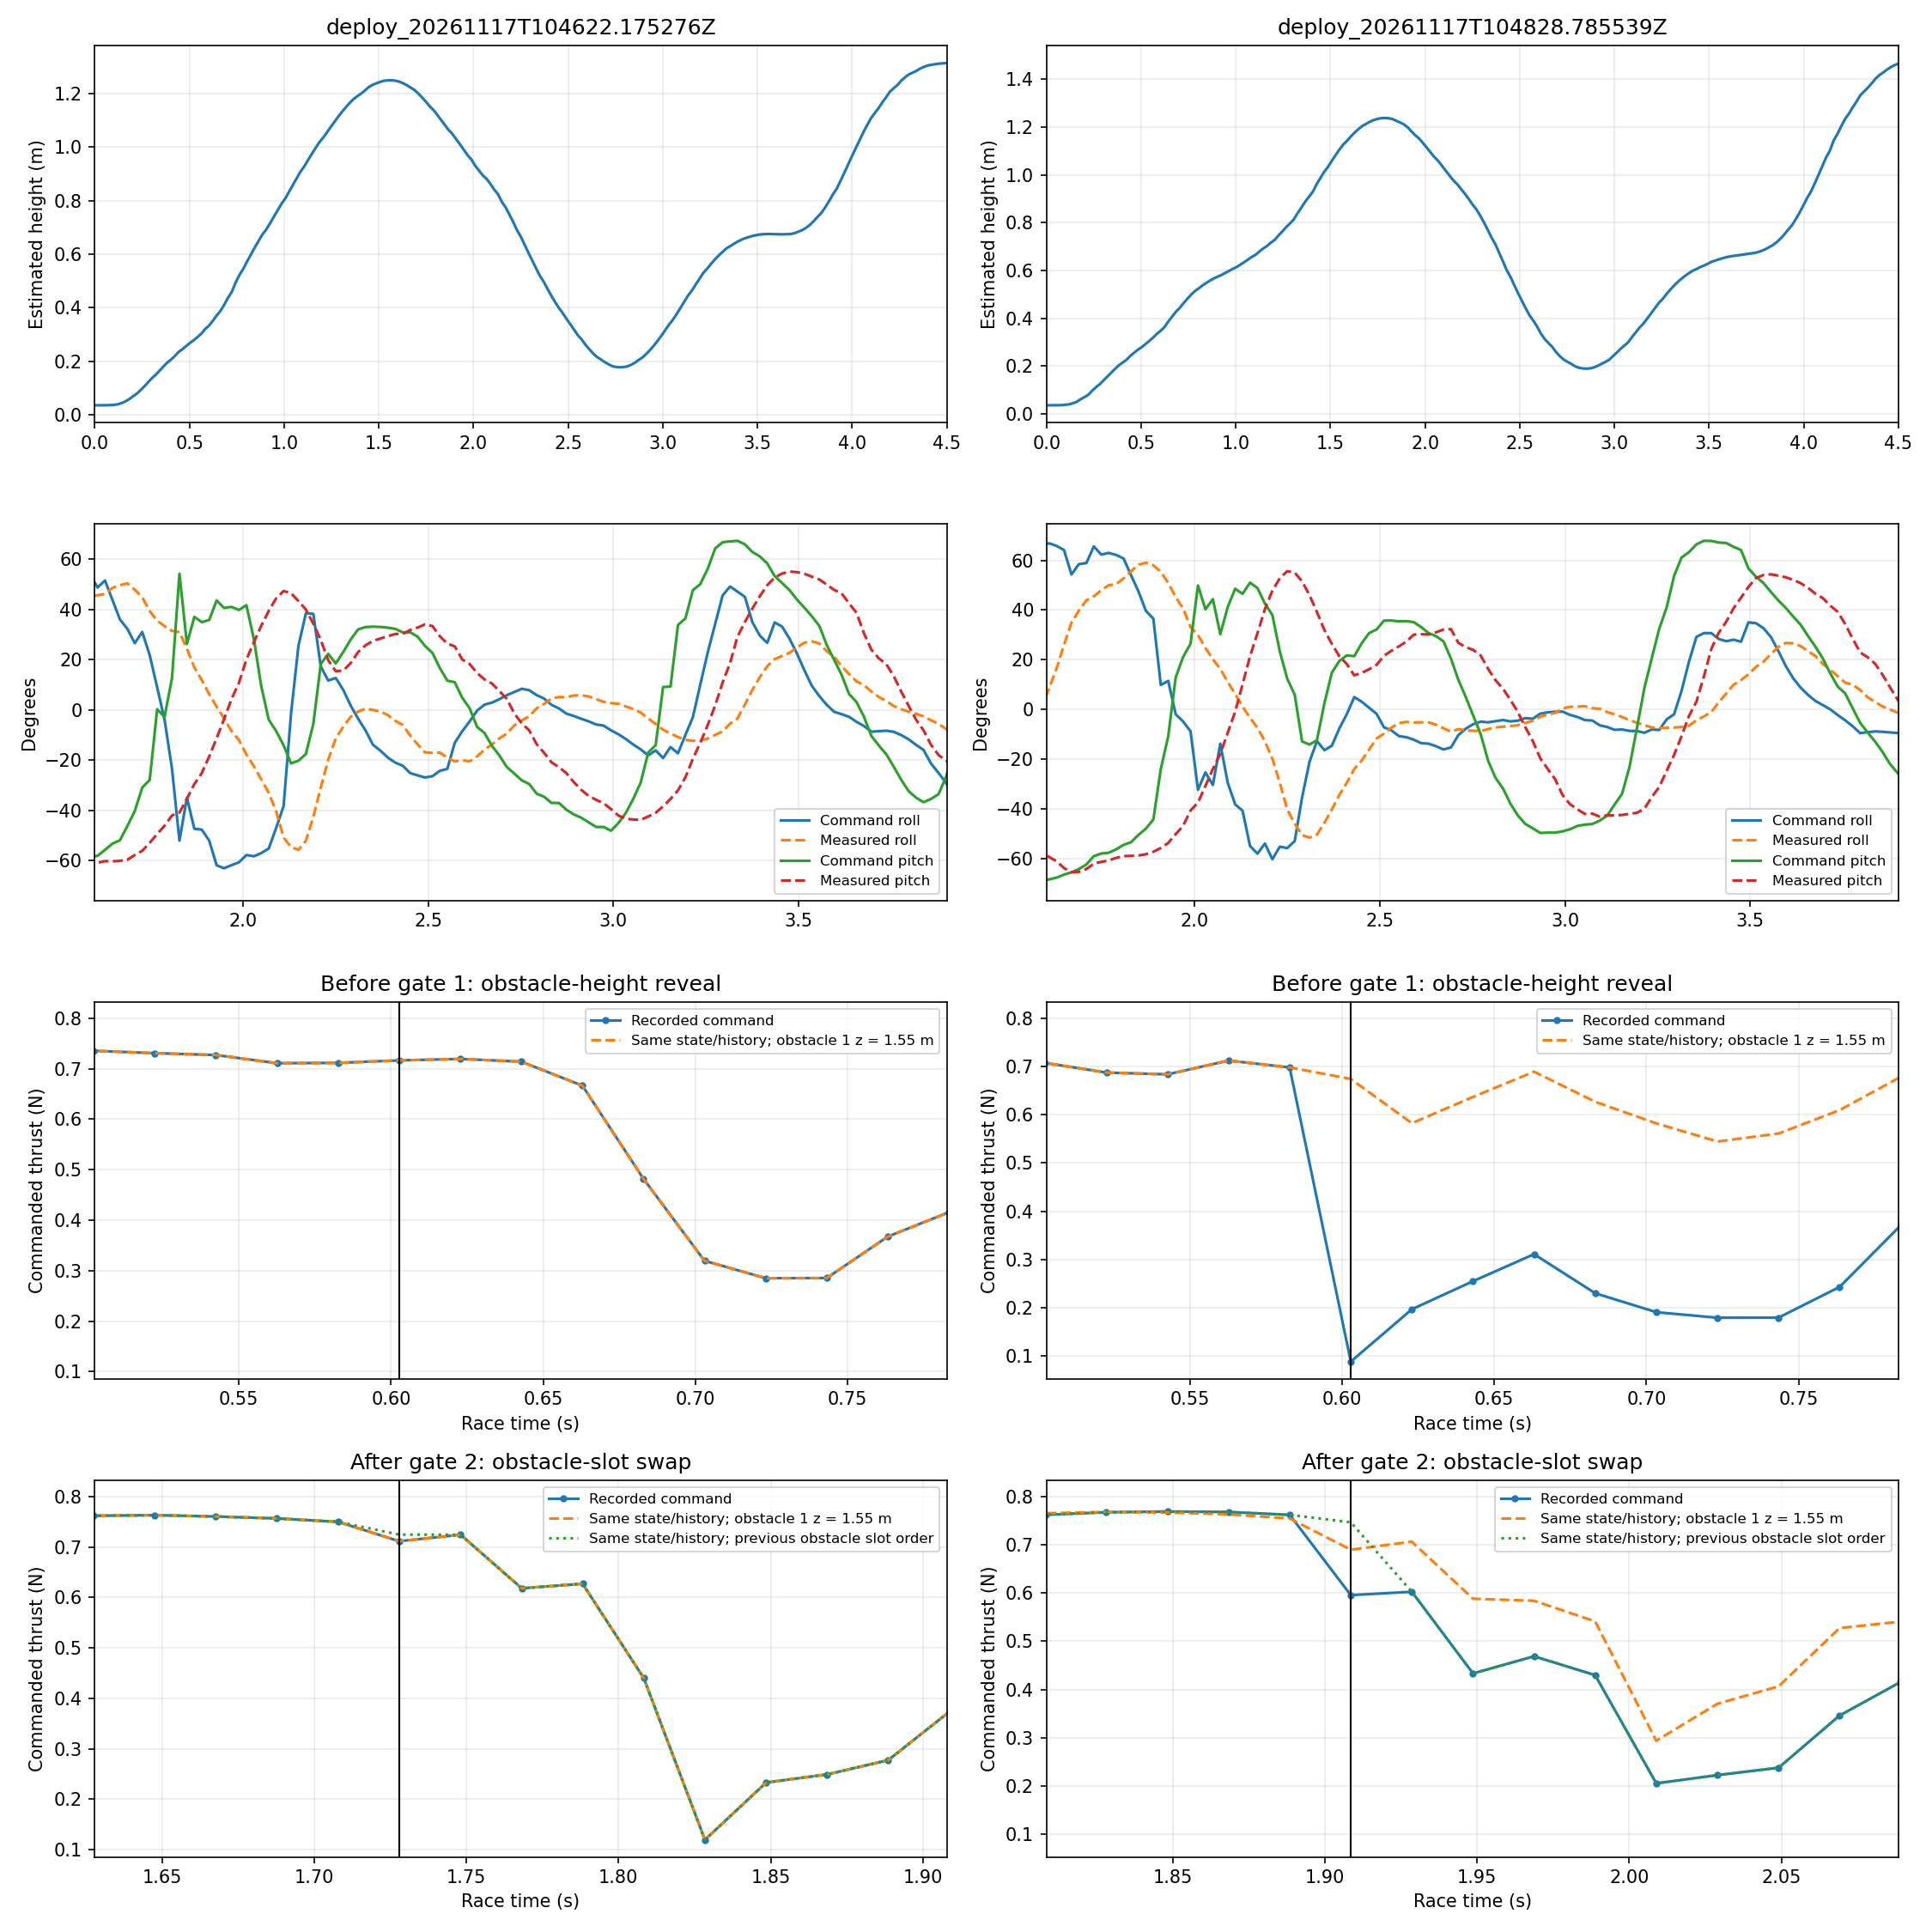 deploy_20261117T104622.175276Z
Estimated height (m)
1.2
1.0
0.8
0.6
0.4
0.2
0.0
0.0 0.5 1.0 1.5 2.0 2.5 3.0 3.5 4.0 4.5
deploy_20261117T104828.785539Z
Estimated height (m)
1.4
1.2
1.0
0.8
0.6
0.4
0.2
0.0
0.0 0.5 1.0 1.5 2.0 2.5 3.0 3.5 4.0 4.5
Degrees
60
40
20
0
−20
−40
−60
Command roll
Measured roll
Command pitch
Measured pitch
2.0 2.5 3.0 3.5
Degrees
60
40
20
0
−20
−40
−60
Command roll
Measured roll
Command pitch
Measured pitch
2.0 2.5 3.0 3.5
Before gate 1: obstacle-height reveal
Commanded thrust (N)
0.8
0.7
0.6
0.5
0.4
0.3
0.2
0.1
Recorded command
Same state/history; obstacle 1 z = 1.55 m
0.55 0.60 0.65 0.70 0.75
Race time (s)
Before gate 1: obstacle-height reveal
Commanded thrust (N)
0.8
0.7
0.6
0.5
0.4
0.3
0.2
0.1
Recorded command
Same state/history; obstacle 1 z = 1.55 m
0.55 0.60 0.65 0.70 0.75
Race time (s)
After gate 2: obstacle-slot swap
Commanded thrust (N)
0.8
0.7
0.6
0.5
0.4
0.3
0.2
0.1
Recorded command
Same state/history; obstacle 1 z = 1.55 m
Same state/history; previous obstacle slot order
1.65 1.70 1.75 1.80 1.85 1.90
Race time (s)
After gate 2: obstacle-slot swap
Commanded thrust (N)
0.8
0.7
0.6
0.5
0.4
0.3
0.2
0.1
Recorded command
Same state/history; obstacle 1 z = 1.55 m
Same state/history; previous obstacle slot order
1.85 1.90 1.95 2.00 2.05
Race time (s)